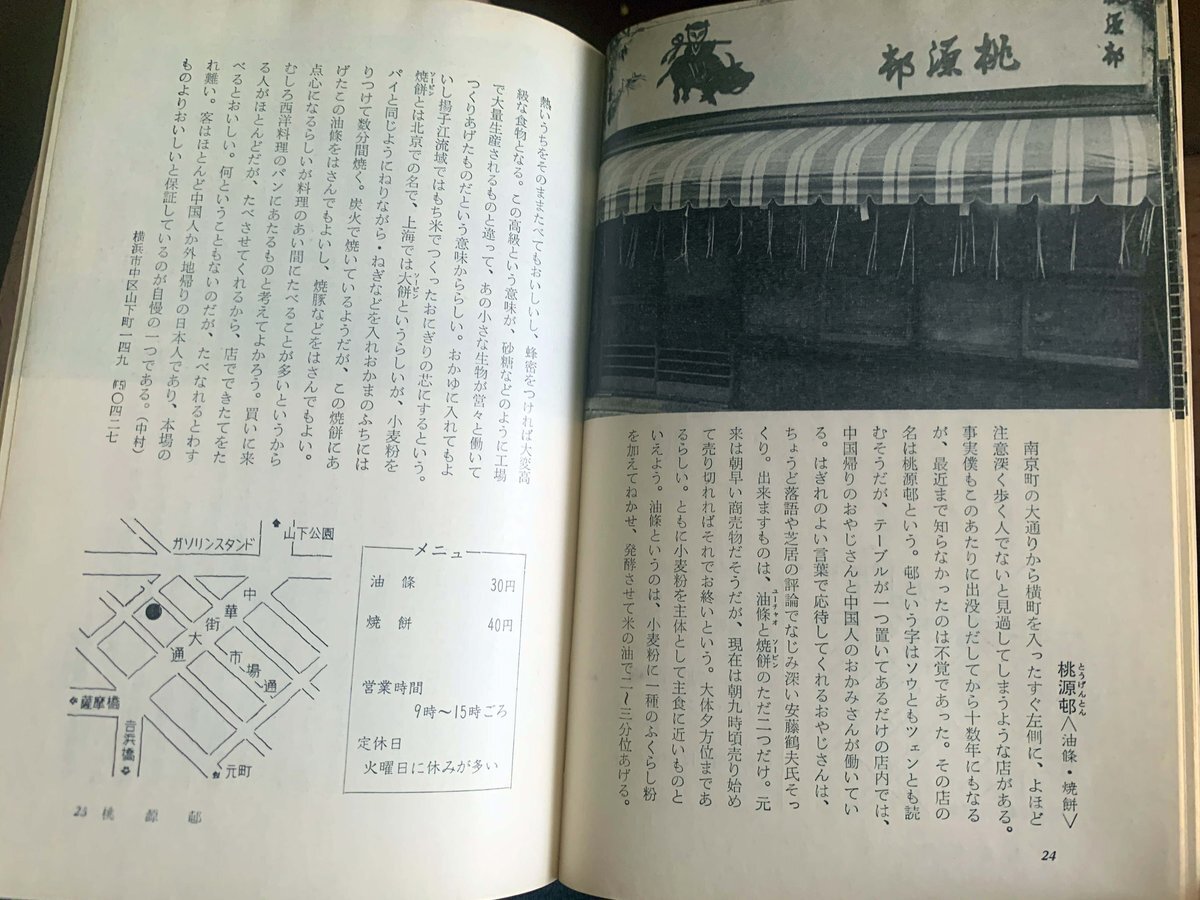 桃源邨
桃源邨
桃源邨〈油條・焼餅〉
とうげんとん
南京町の大通りから横町を入ったすぐ左側に、よほど
注意深く歩く人でないと見過してしまうような店がある。
事実僕もこのあたりに出没しだしてから十数年にもなる
が、最近まで知らなかったのは不覚であった。その店の
名は桃源邨という。邨という字はソウともツェンとも読
むそうだが、テーブルが一つ置いてあるだけの店内では、
中国帰りのおやじさんと中国人のおかみさんが働いてい
る。はぎれのよい言葉で応待してくれるおやじさんは、
ちょうど落語や芝居の評論でなじみ深い安藤鶴夫氏そっ
くり。出来ますものは、油條と焼餅のただ二つだけ。元
ユーチャオ ソービン
来は朝早い商売物だそうだが、現在は朝九時頃売り始め
て売り切れればそれでお終いという。大体夕方位まであ
るらしい。ともに小麦粉を主体として主食に近いものと
いえよう。油條というのは、小麦粉に一種のふくらし粉
を加えてねかせ、発酵させて米の油で二〜三分位あげる。
24
熱いうちをそのままたべてもおいしいし、蜂密をつければ大変高
級な食物となる。この高級という意味が、砂糖などのように工場
で大量生産されるものと違って、あの小さな生物が営々と働いて
つくりあげたものだという意味かららしい。おかゆに入れてもよ
いし揚子江流域ではもち米でつくったおにぎりの芯にするという。
焼餅とは北京での名で、上海では大餅というらしいが、小麦粉を
ソービン ソービン
パイと同じようにねりながら・ねぎなどを入れおかまのふちには
りつけて数分間焼く。炭火で焼いているようだが、この焼餅にあ
げたこの油條をはさんでもよいし、焼豚などをはさんでもよい。
点心になるらしいが料理のあい間にたべることが多いというから
むしろ西洋料理のパンにあたるものと考えてよかろう。買いに来
る人がほとんどだが、たべさせてくれるから、店でできたてをた
べるとおいしい。何ということもないのだが、たべなれるとわす
れ難い。客はほとんど中国人か外地帰りの日本人であり、本場の
ものよりおいしいと保証しているのが自慢の一つである。(中村)
横浜市中区山下町一四九 〇四二七
メニュー
油條 30円
焼餅 40円
営業時間
9時〜15時ごろ
定休日
火曜日に休みが多い
山下公園
ガソリンスタンド
中華街大通
市場通
薩摩橋
吉浜橋
元町
25 桃源邨